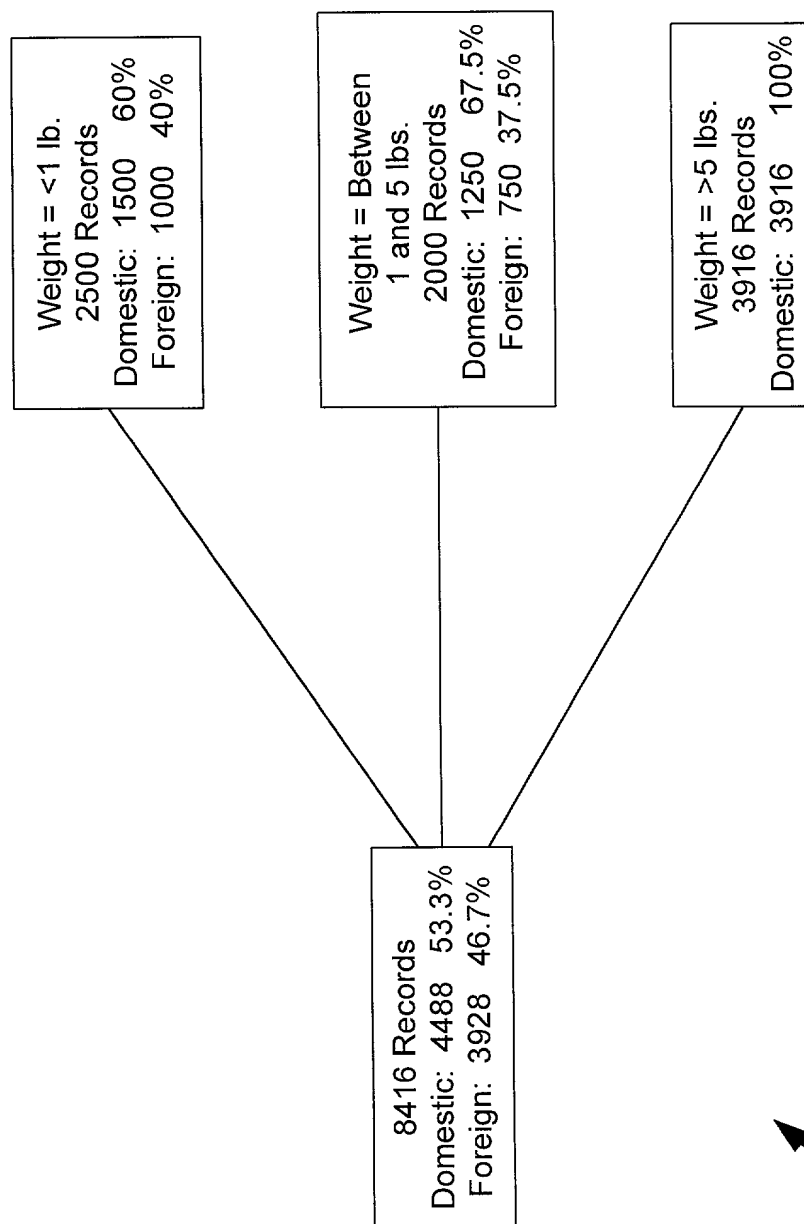 8416 Records
Domestic: 4488 53.3%
Foreign: 3928 46.7%
Weight = <1 lb.
2500 Records
Domestic: 1500 60%
Foreign: 1000 40%
Weight = Between
1 and 5 lbs.
2000 Records
Domestic: 1250 67.5%
Foreign: 750 37.5%
Weight = >5 lbs.
3916 Records
Domestic: 3916 100%